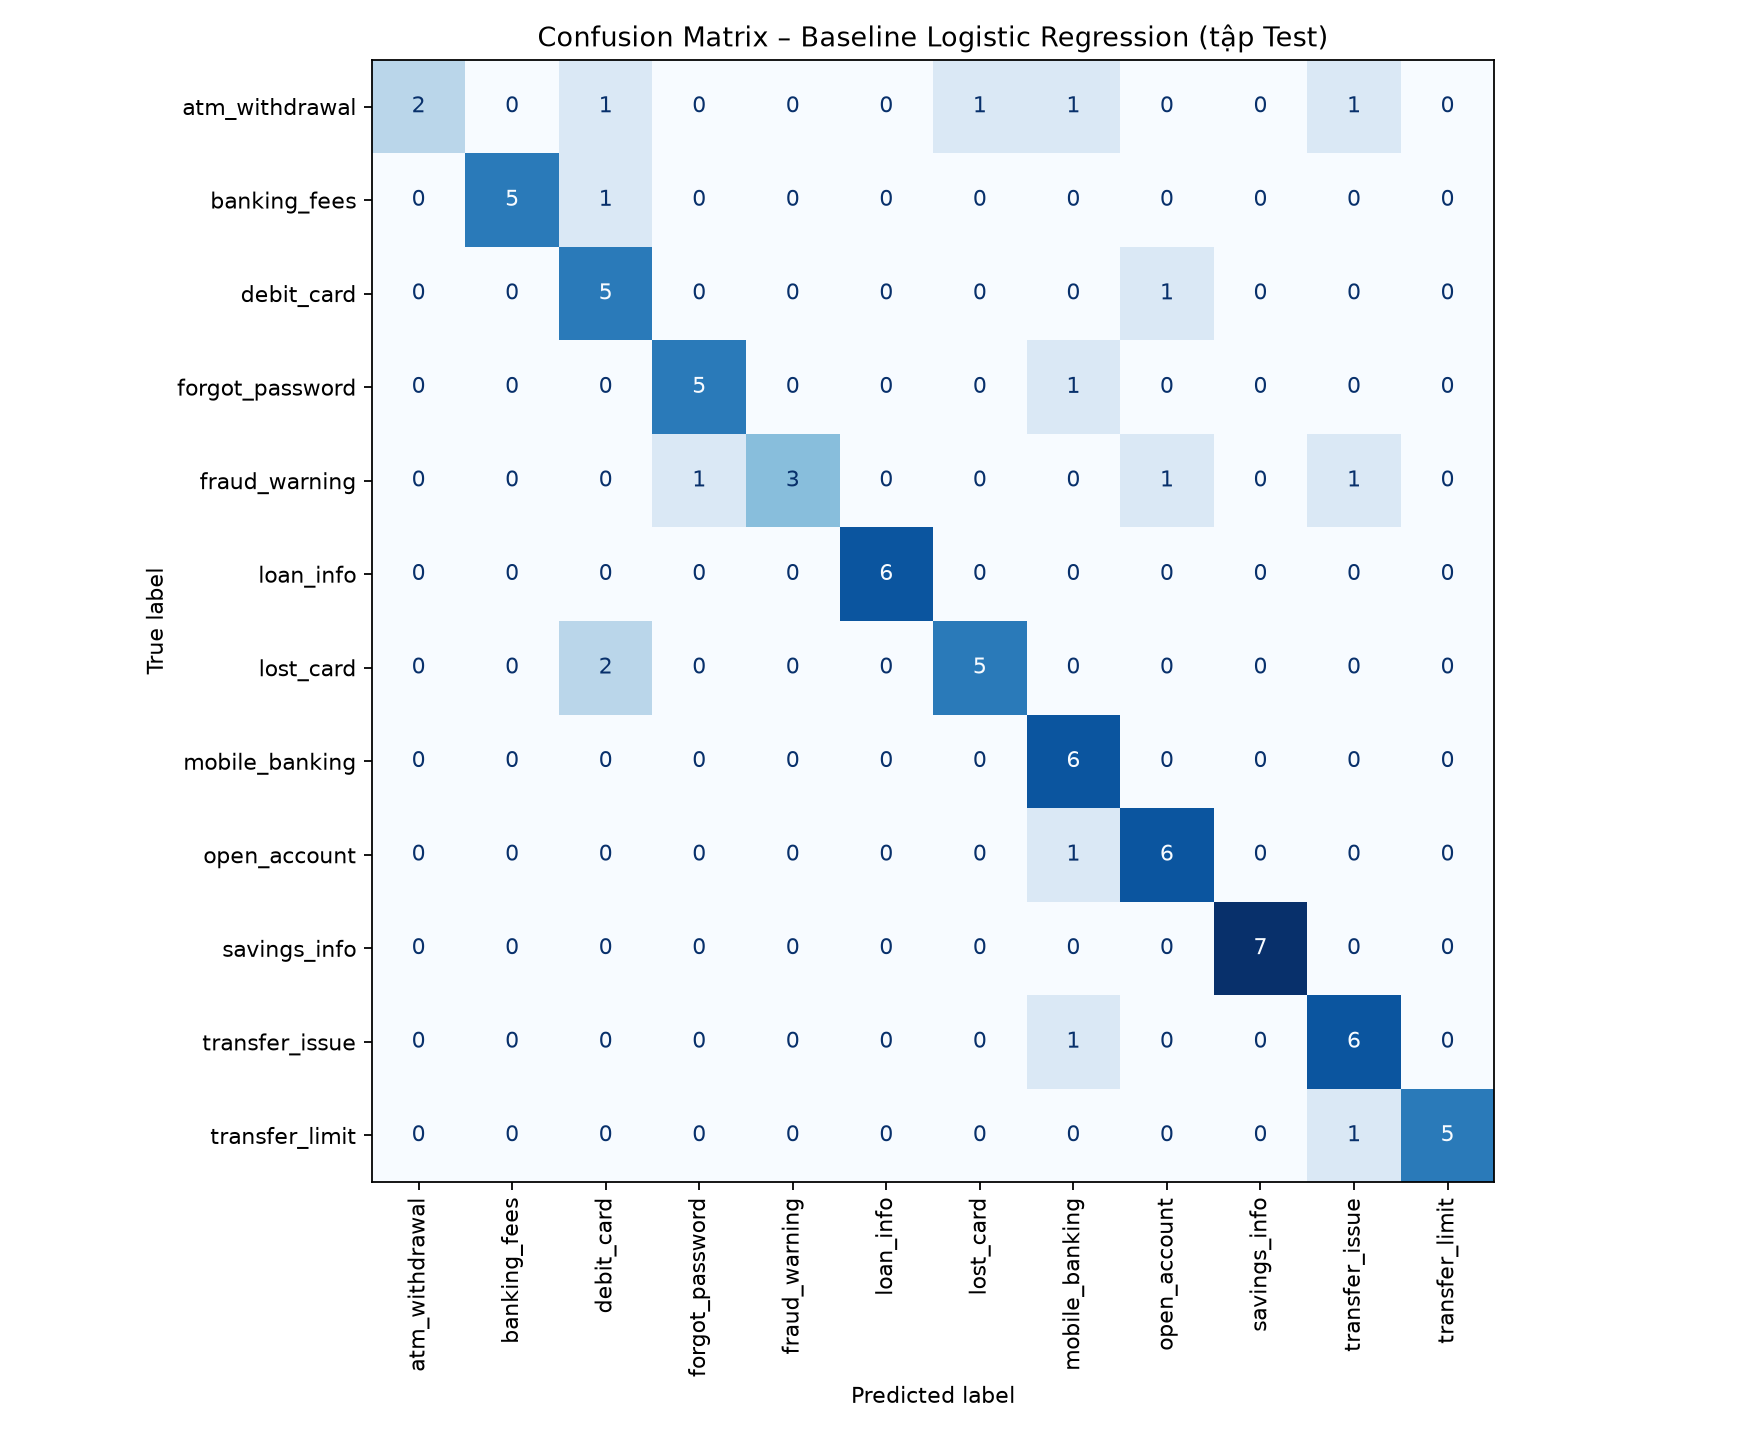 Confusion Matrix – Baseline Logistic Regression (tập Test)
True label
atm_withdrawal 2 0 1 0 0 0 1 1 0 0 1 0
banking_fees 0 5 1 0 0 0 0 0 0 0 0 0
debit_card 0 0 5 0 0 0 0 0 1 0 0 0
forgot_password 0 0 0 5 0 0 0 1 0 0 0 0
fraud_warning 0 0 0 1 3 0 0 0 1 0 1 0
loan_info 0 0 0 0 0 6 0 0 0 0 0 0
lost_card 0 0 2 0 0 0 5 0 0 0 0 0
mobile_banking 0 0 0 0 0 0 0 6 0 0 0 0
open_account 0 0 0 0 0 0 0 1 6 0 0 0
savings_info 0 0 0 0 0 0 0 0 0 7 0 0
transfer_issue 0 0 0 0 0 0 0 1 0 0 6 0
transfer_limit 0 0 0 0 0 0 0 0 0 0 1 5
atm_withdrawal
banking_fees
debit_card
forgot_password
fraud_warning
loan_info
lost_card
mobile_banking
open_account
savings_info
transfer_issue
transfer_limit
Predicted label